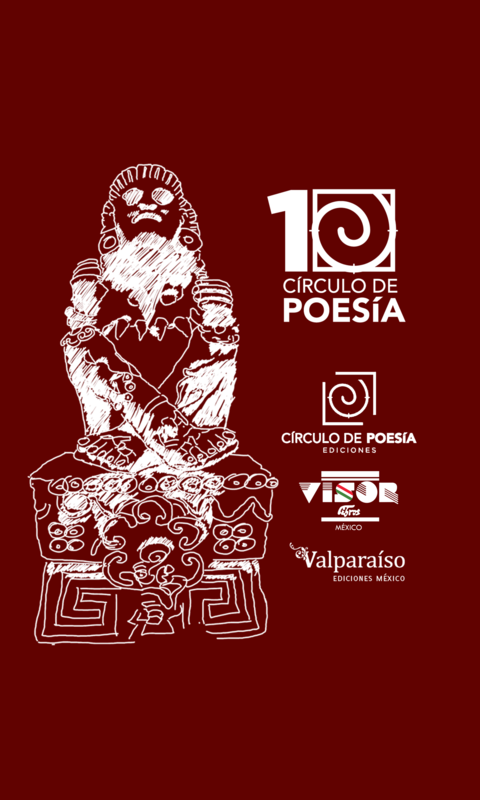 10
CÍRCULO DE
POESÍA
CÍRCULO DE POESÍA
EDICIONES
VISOR
Libros
MÉXICO
Valparaíso
EDICIONES MÉXICO